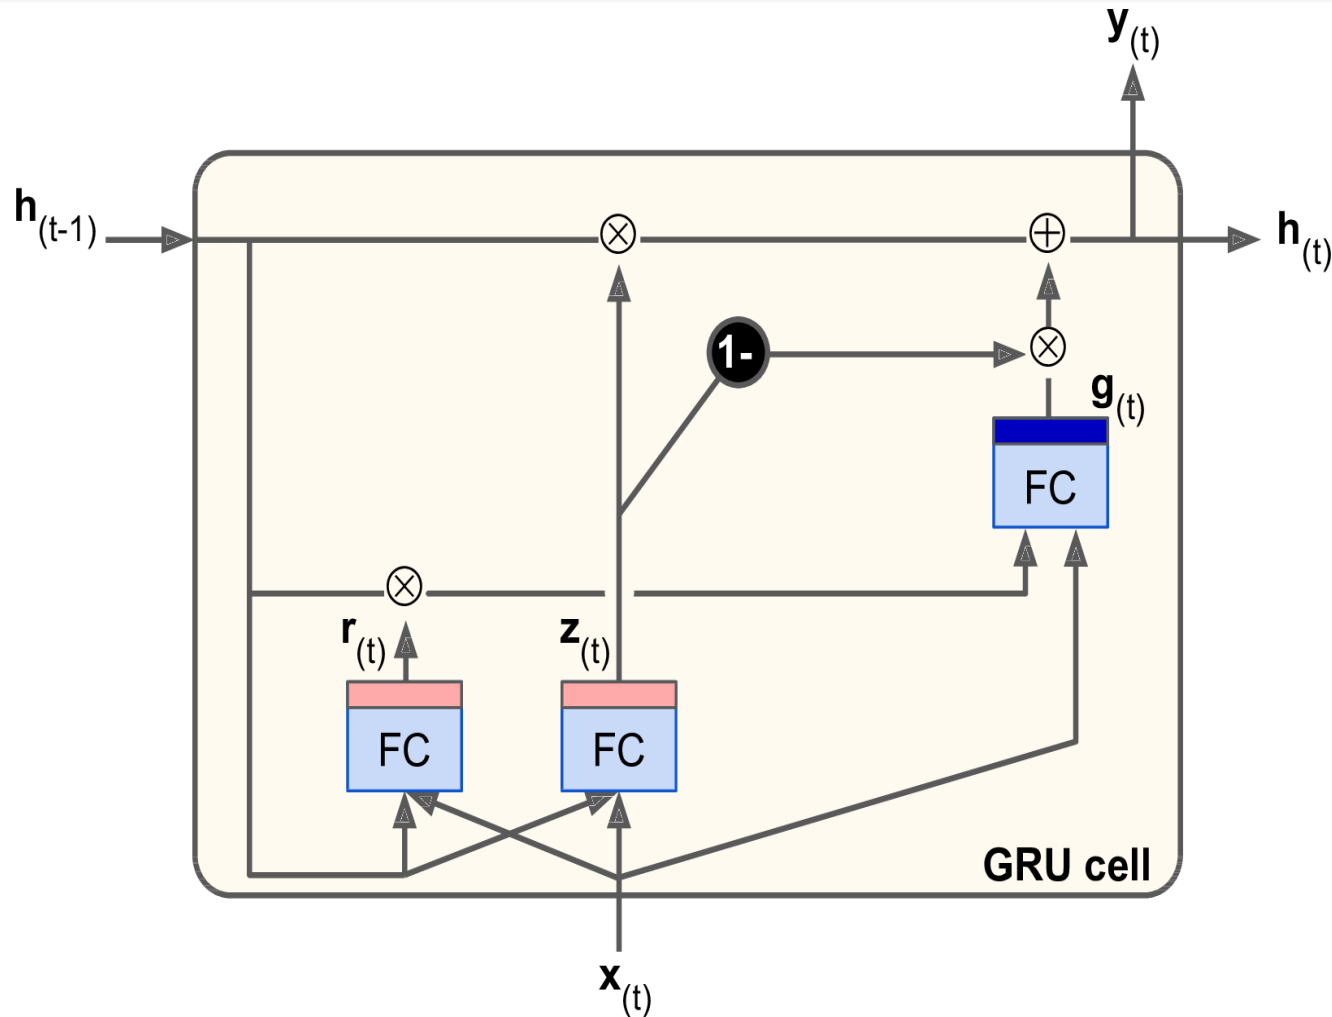 y(t)
h(t-1)
h(t)
1-
g(t)
FC
r(t)
z(t)
FC
FC
GRU cell
x(t)